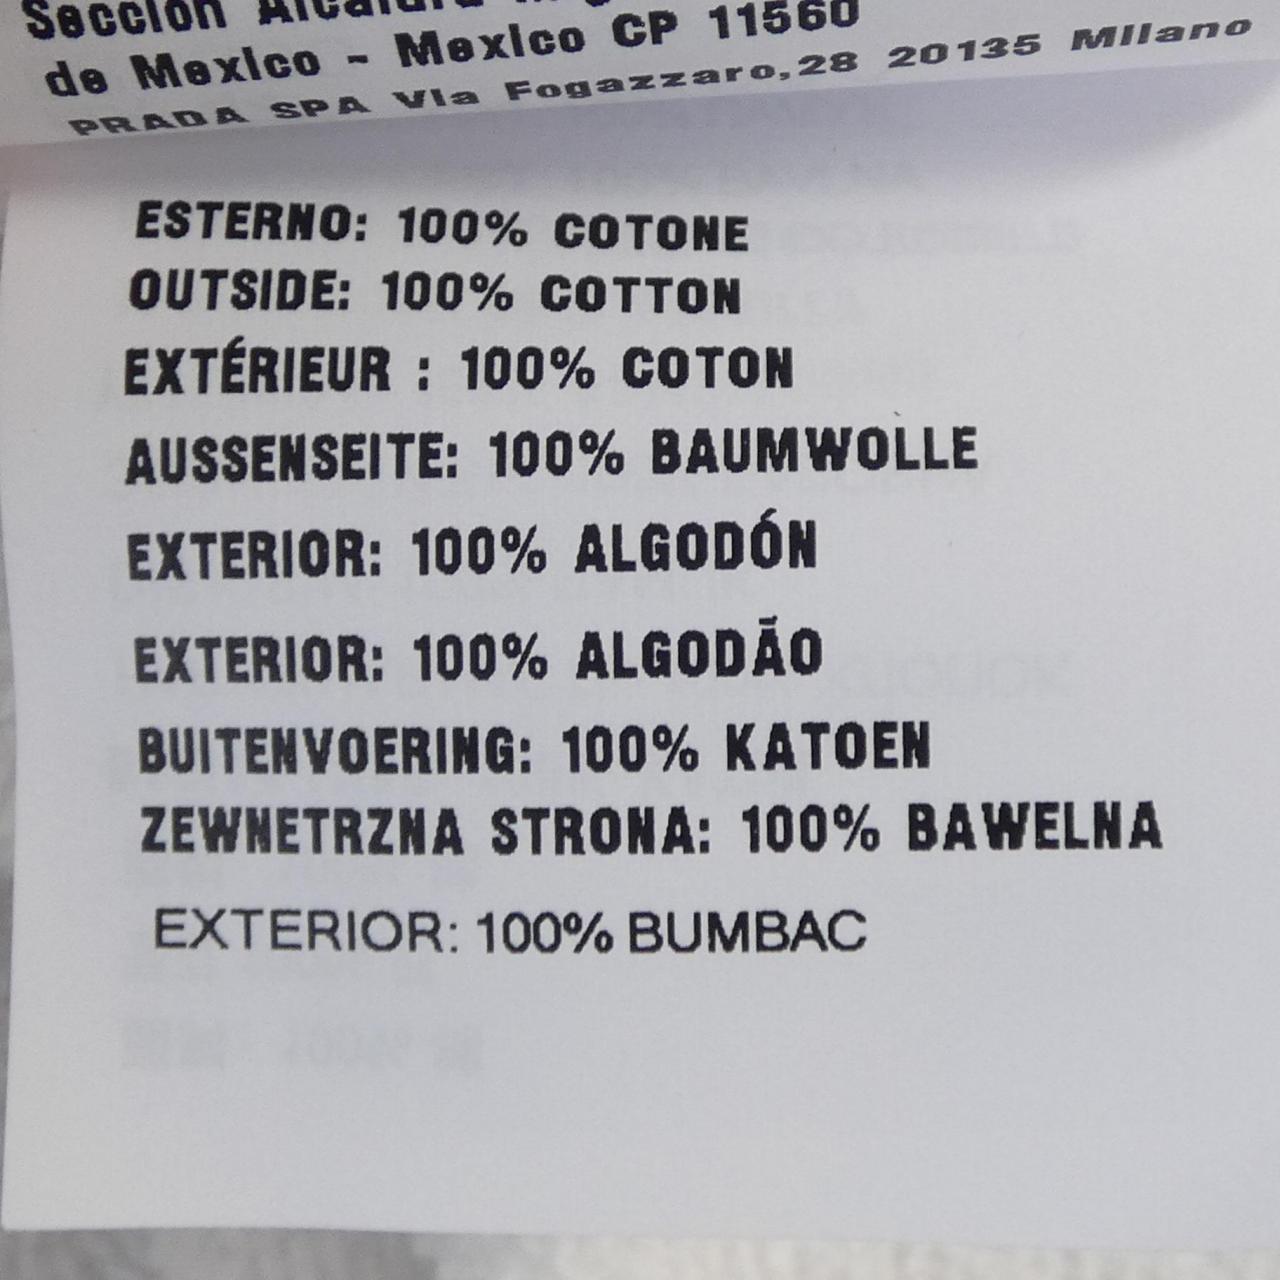 Sección Alcaldía
de Mexico - Mexico CP 11560
PRADA SPA Via Fogazzaro,28 20135 Milano
ESTERNO: 100% COTONE
OUTSIDE: 100% COTTON
EXTÉRIEUR : 100% COTON
AUSSENSEITE: 100% BAUMWOLLE
EXTERIOR: 100% ALGODÓN
EXTERIOR: 100% ALGODÃO
BUITENVOERING: 100% KATOEN
ZEWNETRZNA STRONA: 100% BAWELNA
EXTERIOR: 100% BUMBAC